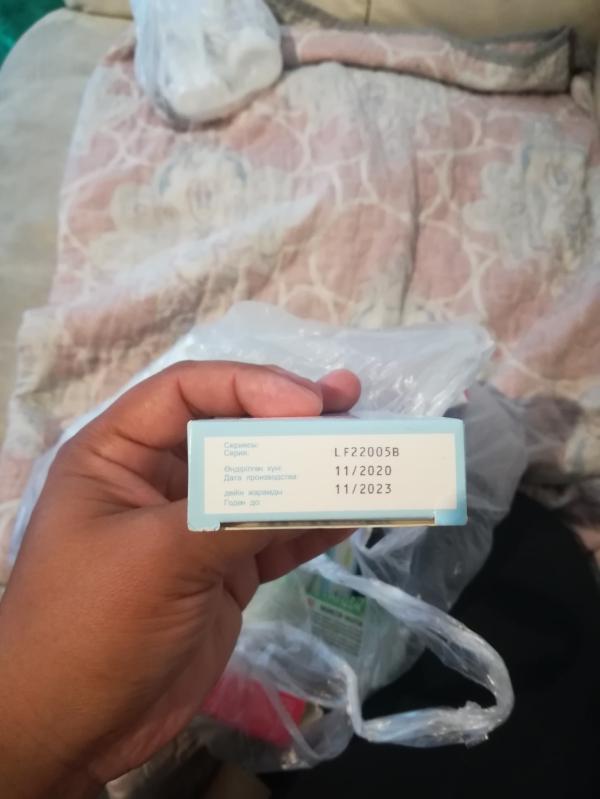 Сериясы:
Серия: LF22005B
Өндірілген күні:
Дата производства: 11/2020
дейін жарамды
Годен до: 11/2023